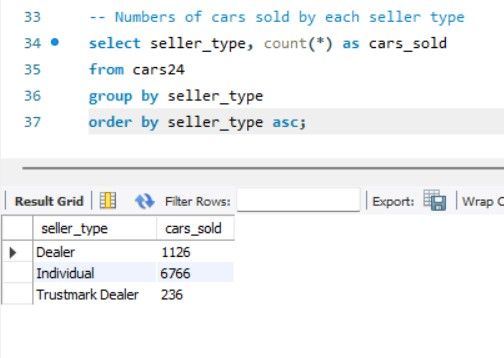 33 -- Numbers of cars sold by each seller type
34 select seller_type, count(*) as cars_sold
35 from cars24
36 group by seller_type
37 order by seller_type asc;
Result Grid Filter Rows: Export: Wrap C
seller_type cars_sold
Dealer 1126
Individual 6766
Trustmark Dealer 236